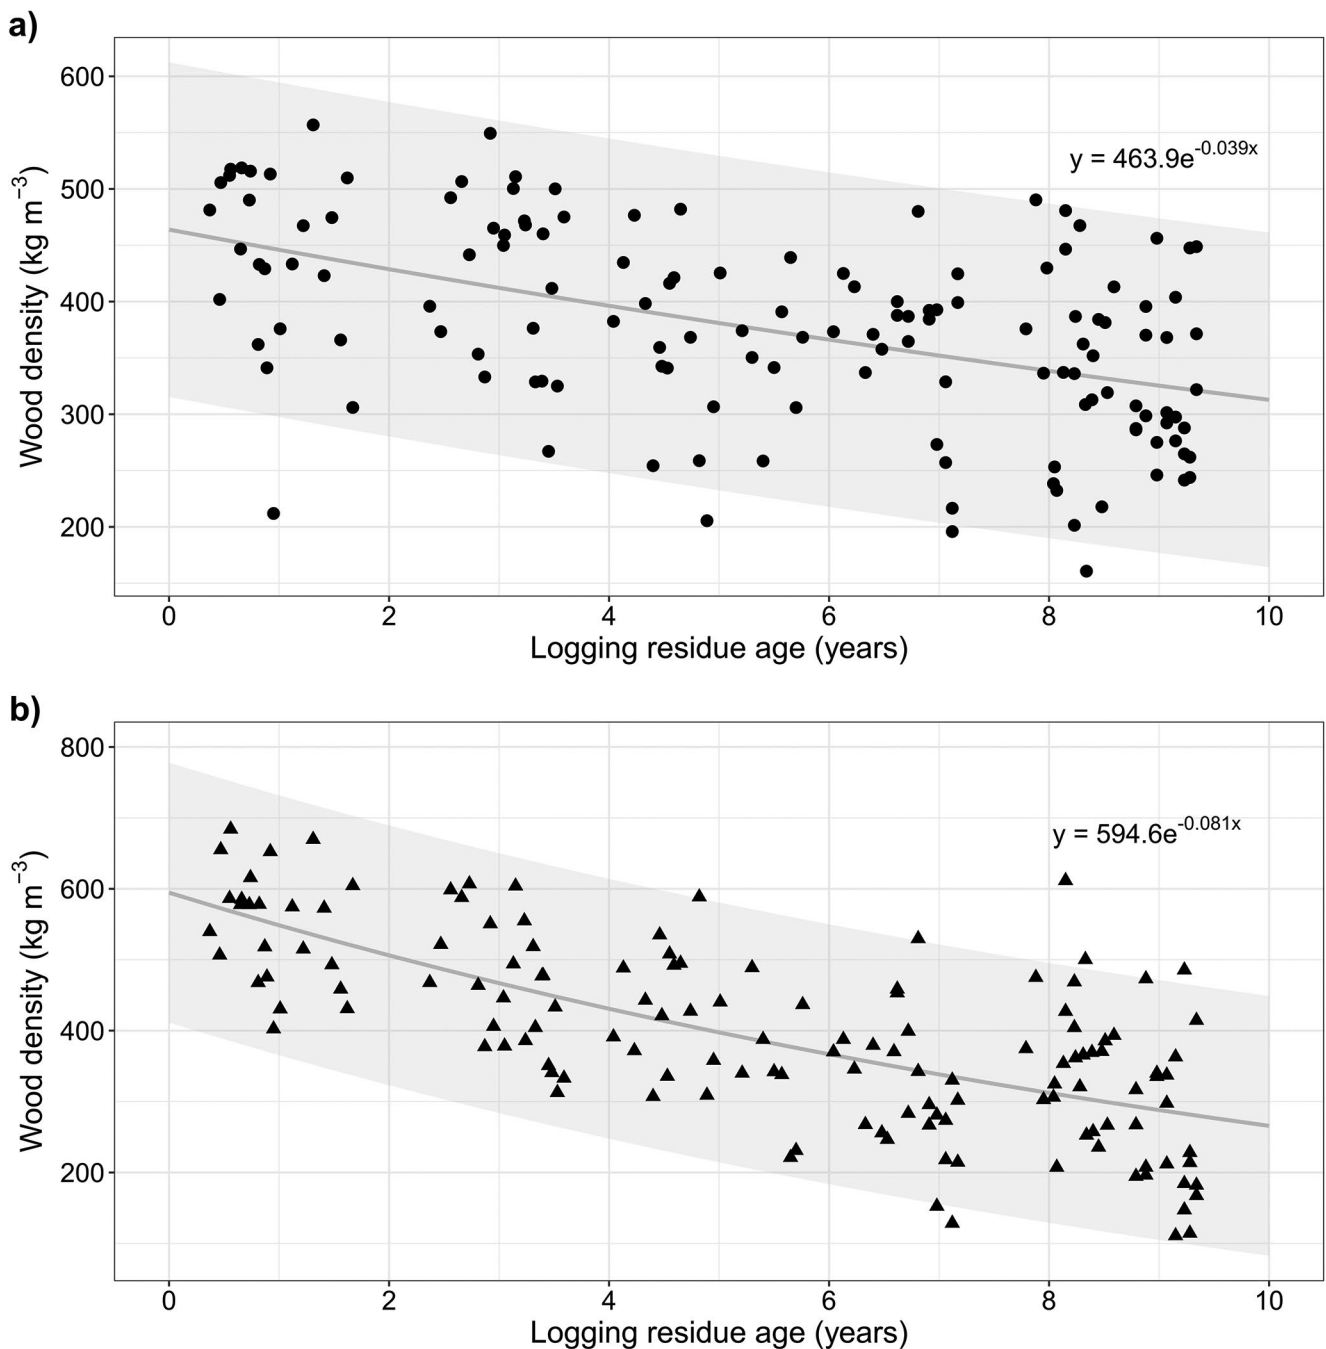 a)
Wood density (kg m⁻³)
600
500
400
300
200
y = 463.9e^-0.039x
0 2 4 6 8 10
Logging residue age (years)
b)
Wood density (kg m⁻³)
800
600
400
200
y = 594.6e^-0.081x
0 2 4 6 8 10
Logging residue age (years)